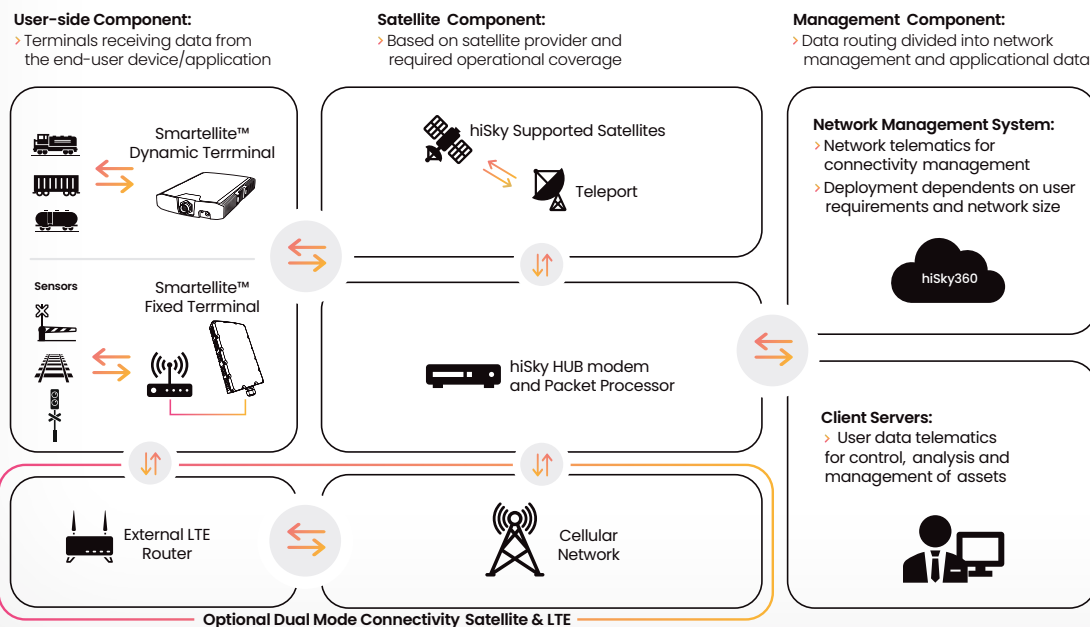 User-side Component:
> Terminals receiving data from
the end-user device/application
Smartellite™
Dynamic Terrminal
Sensors
Smartellite™
Fixed Terrminal
Satellite Component:
> Based on satellite provider and
required operational coverage
hiSky Supported Satellites
Teleport
hiSky HUB modem
and Packet Processor
Management Component:
> Data routing divided into network
management and applicational data
Network Management System:
> Network telematics for
connectivity management
> Deployment dependents on user
requirements and network size
hiSky360
Client Servers:
> User data telematics
for control, analysis and
management of assets
External LTE
Router
Cellular
Network
Optional Dual Mode Connectivity Satellite & LTE